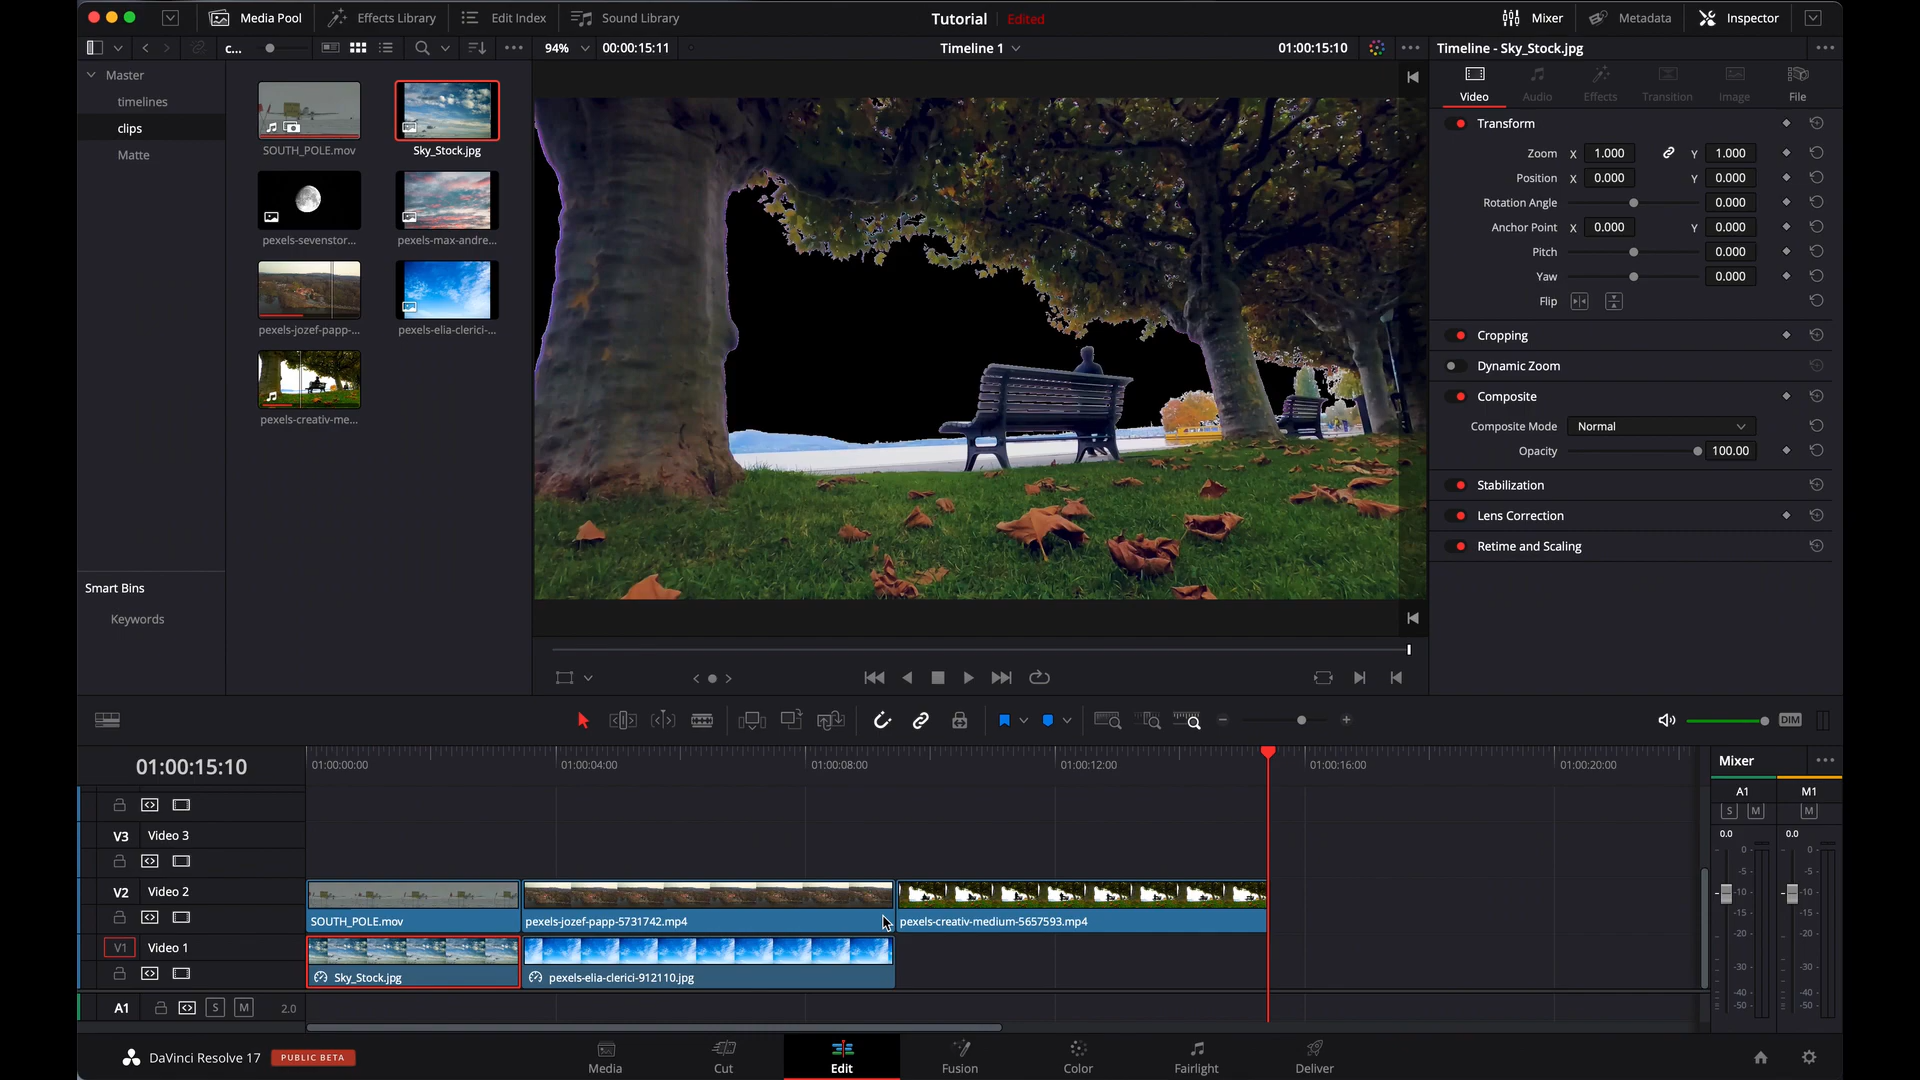 Media Pool
Effects Library
Edit Index
Sound Library
Tutorial
Edited
Mixer
Metadata
Inspector
c...
94%
00:00:15:11
Timeline 1
01:00:15:10
Timeline - Sky_Stock.jpg
Master
timelines
clips
Matte
SOUTH_POLE.mov
Sky_Stock.jpg
pexels-sevenstor...
pexels-max-andre...
pexels-jozef-papp-...
pexels-elia-clerici-...
pexels-creativ-me...
Smart Bins
Keywords
Video
Audio
Effects
Transition
Image
File
Transform
Zoom X 1.000 Y 1.000
Position X 0.000 Y 0.000
Rotation Angle 0.000
Anchor Point X 0.000 Y 0.000
Pitch 0.000
Yaw 0.000
Flip
Cropping
Dynamic Zoom
Composite
Composite Mode Normal
Opacity 100.00
Stabilization
Lens Correction
Retime and Scaling
DIM
01:00:15:10
01:00:00:00
01:00:04:00
01:00:08:00
01:00:12:00
01:00:16:00
01:00:20:00
V3 Video 3
V2 Video 2
SOUTH_POLE.mov
pexels-jozef-papp-5731742.mp4
pexels-creativ-medium-5657593.mp4
V1 Video 1
Sky_Stock.jpg
pexels-elia-clerici-912110.jpg
A1 S M 2.0
Mixer
A1 M1
S M M
0.0 0.0
0 0
-5 -5
-10 -10
-15 -15
-20 -20
-30 -30
-40 -40
-50 -50
DaVinci Resolve 17
PUBLIC BETA
Media
Cut
Edit
Fusion
Color
Fairlight
Deliver